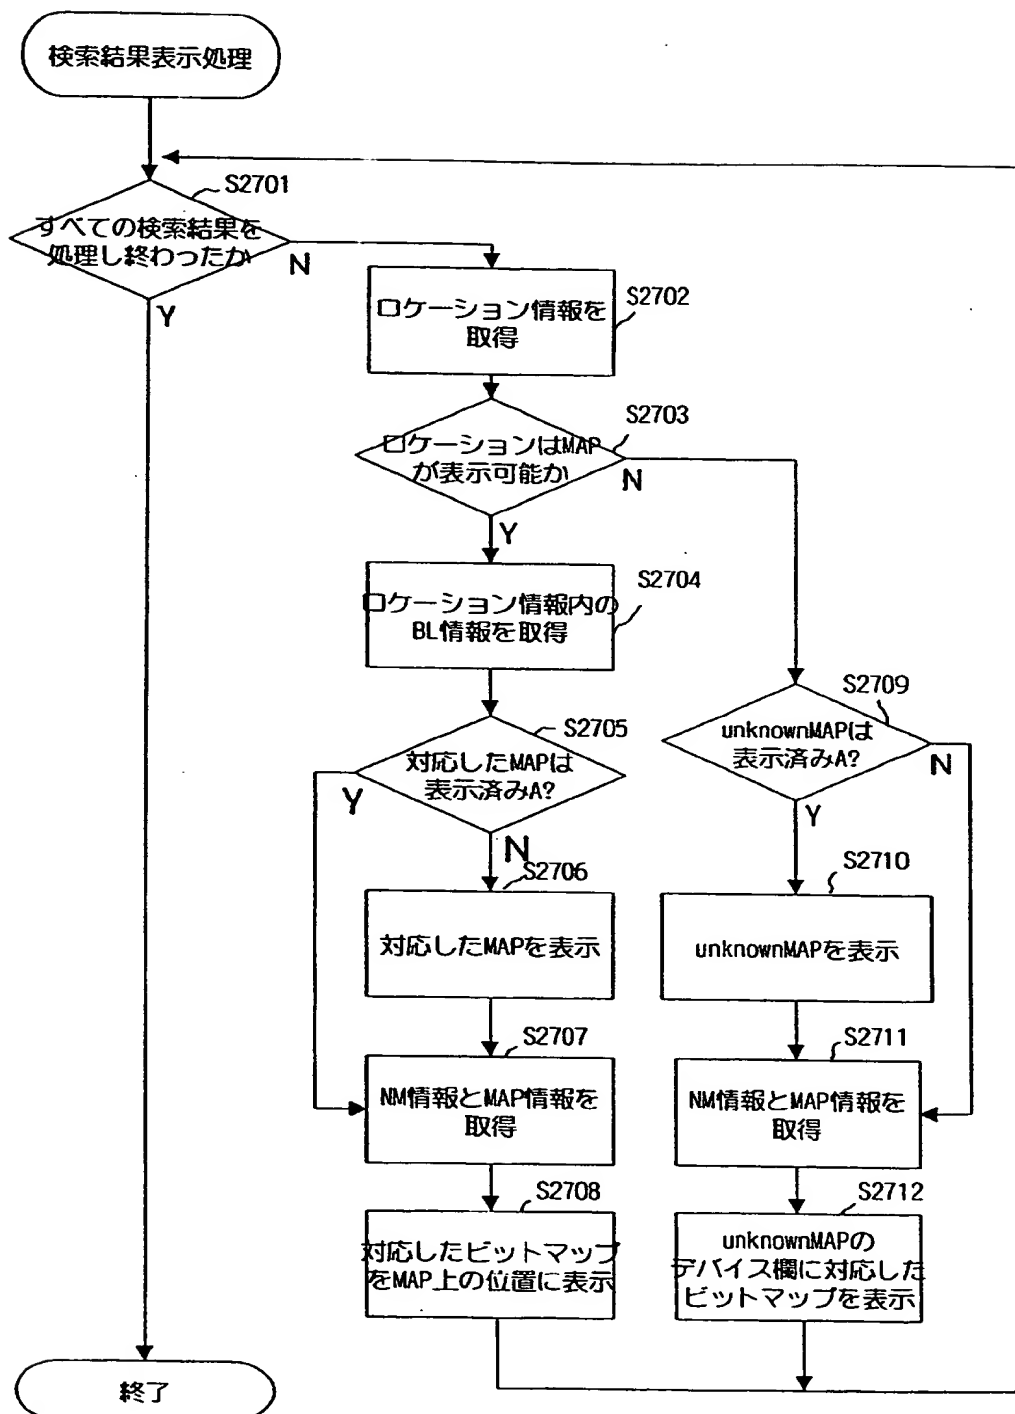 検索結果表示処理
S2701
すべての検索結果を
処理し終わったか
N
Y
ロケーション情報を
取得
S2702
S2703
ロケーションはMAP
が表示可能か
N
Y
S2704
ロケーション情報内の
BL情報を取得
S2705
対応したMAPは
表示済みA?
Y
N
S2706
対応したMAPを表示
S2707
NM情報とMAP情報を
取得
S2708
対応したビットマップ
をMAP上の位置に表示
S2709
unknownMAPは
表示済みA?
N
Y
S2710
unknownMAPを表示
S2711
NM情報とMAP情報を
取得
S2712
unknownMAPの
デバイス欄に対応した
ビットマップを表示
終了